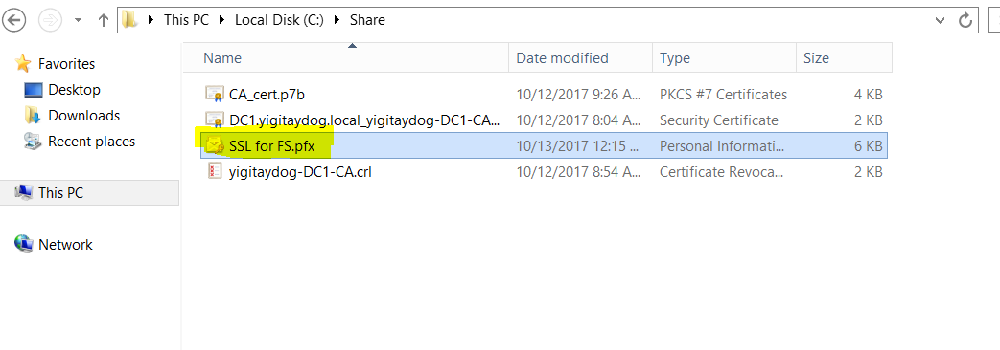 This PC Local Disk (C:) Share
Name Date modified Type Size
Favorites
Desktop
Downloads
Recent places
This PC
Network
CA_cert.p7b 10/12/2017 9:26 A... PKCS #7 Certificates 4 KB
DC1.yigitaydog.local_yigitaydog-DC1-CA... 10/12/2017 8:04 A... Security Certificate 2 KB
SSL for FS.pfx 10/13/2017 12:15 ... Personal Informati... 6 KB
yigitaydog-DC1-CA.crl 10/12/2017 8:54 A... Certificate Revoca... 2 KB